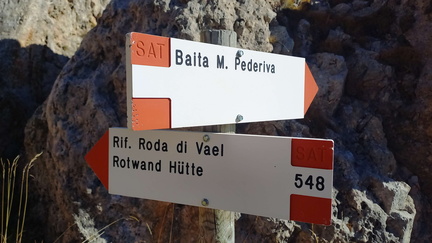 SAT
Baita M. Pederiva
Rif. Roda di Vael
Rotwand Hütte
SAT
548